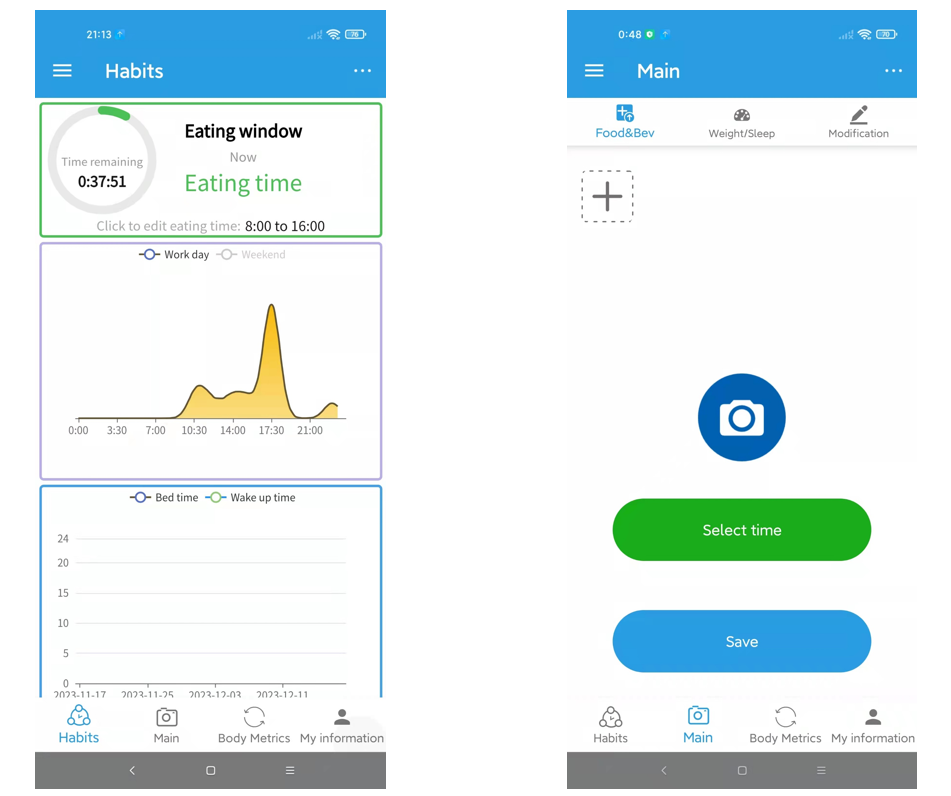 21:13
76
Habits
Eating window
Time remaining
Now
0:37:51
Eating time
Click to edit eating time: 8:00 to 16:00
Work day Weekend
0:00 3:30 7:00 10:30 14:00 17:30 21:00
Bed time Wake up time
24
20
15
10
5
0
2023-11-17 2023-11-25 2023-12-03 2023-12-11
Habits Main Body Metrics My information
0:48
70
Main
Food&Bev Weight/Sleep Modification
Select time
Save
Habits Main Body Metrics My information